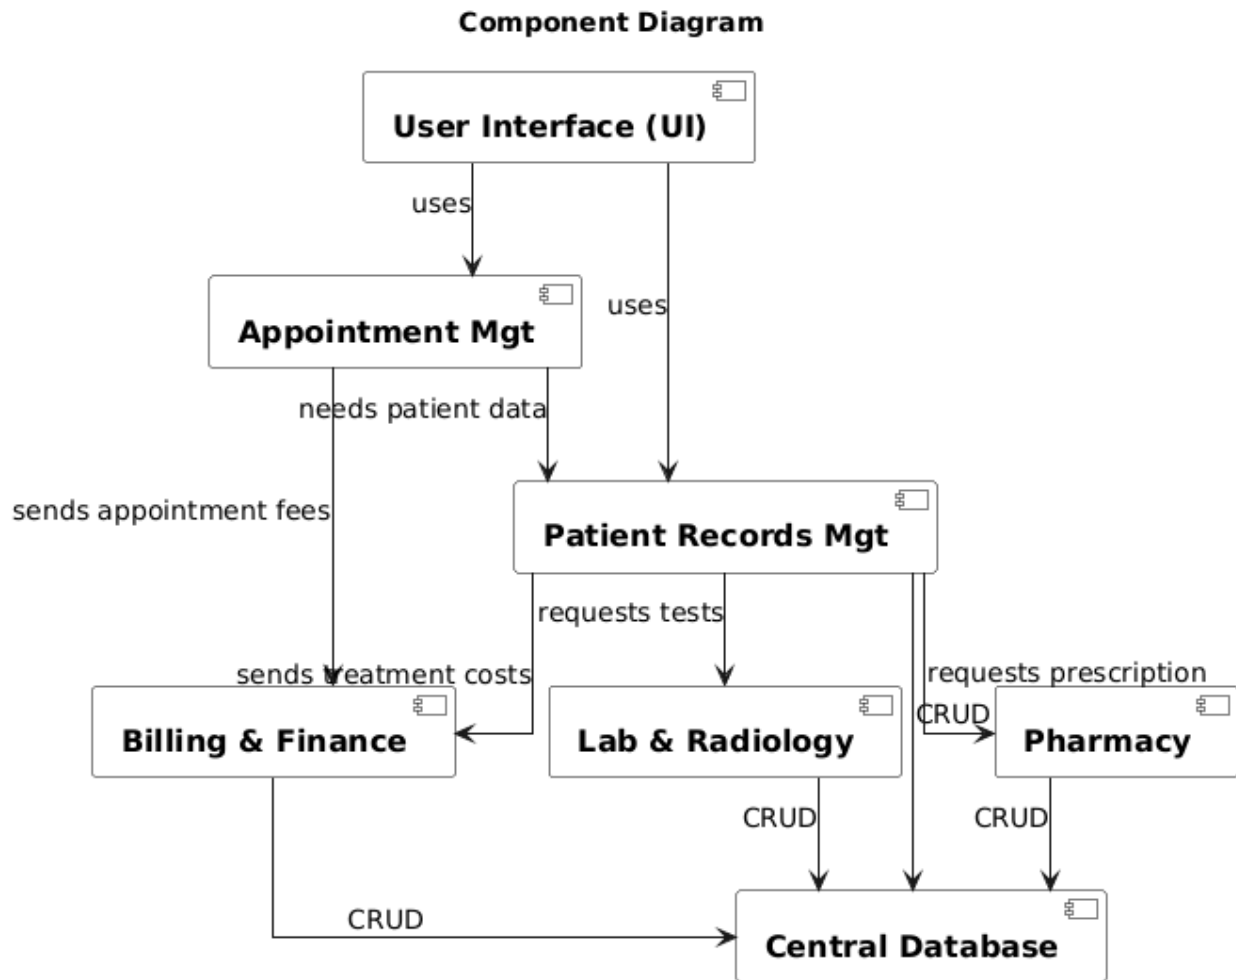 Component Diagram
User Interface (UI)
uses
Appointment Mgt
uses
needs patient data
sends appointment fees
Patient Records Mgt
requests tests
sends treatment costs
requests prescription
CRUD
Billing & Finance
Lab & Radiology
Pharmacy
CRUD
CRUD
CRUD
Central Database